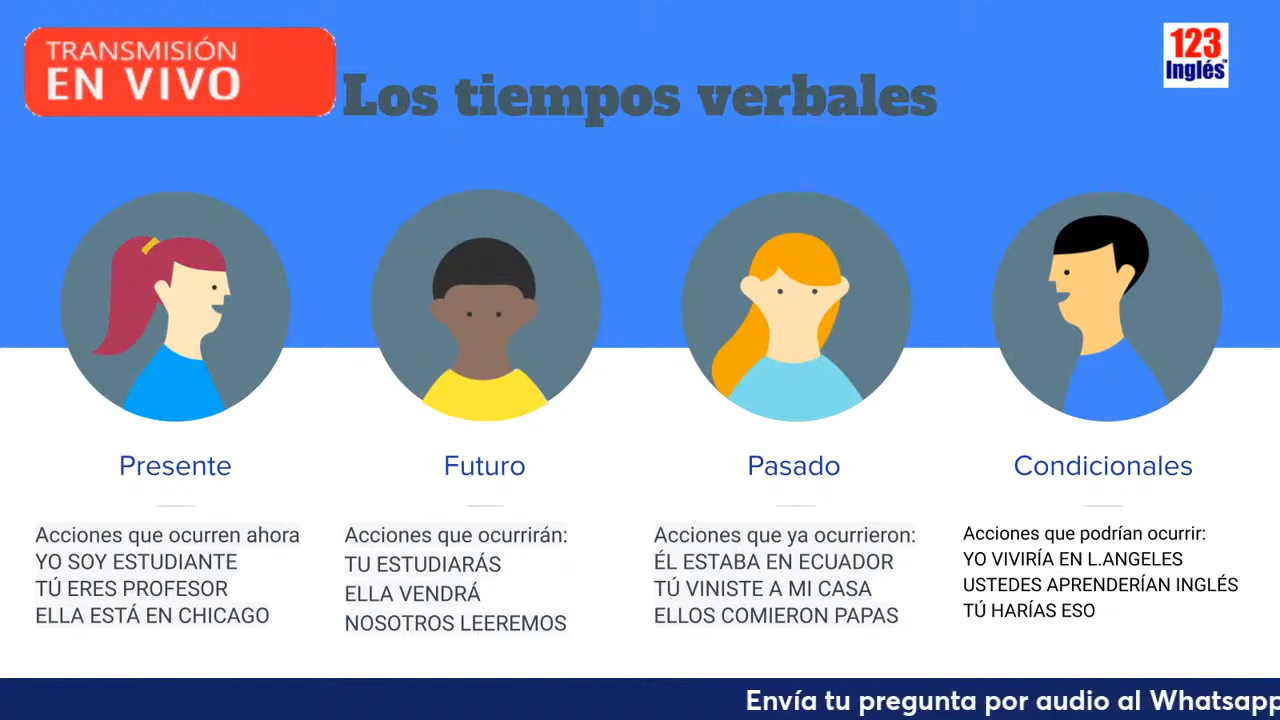 TRANSMISIÓN
EN VIVO
123
Inglés™
Los tiempos verbales
Presente
Acciones que ocurren ahora
YO SOY ESTUDIANTE
TÚ ERES PROFESOR
ELLA ESTÁ EN CHICAGO
Futuro
Acciones que ocurrirán:
TU ESTUDIARÁS
ELLA VENDRÁ
NOSOTROS LEEREMOS
Pasado
Acciones que ya ocurrieron:
ÉL ESTABA EN ECUADOR
TÚ VINISTE A MI CASA
ELLOS COMIERON PAPAS
Condicionales
Acciones que podrían ocurrir:
YO VIVIRÍA EN L.ANGELES
USTEDES APRENDERÍAN INGLÉS
TÚ HARÍAS ESO
Envía tu pregunta por audio al Whatsapp